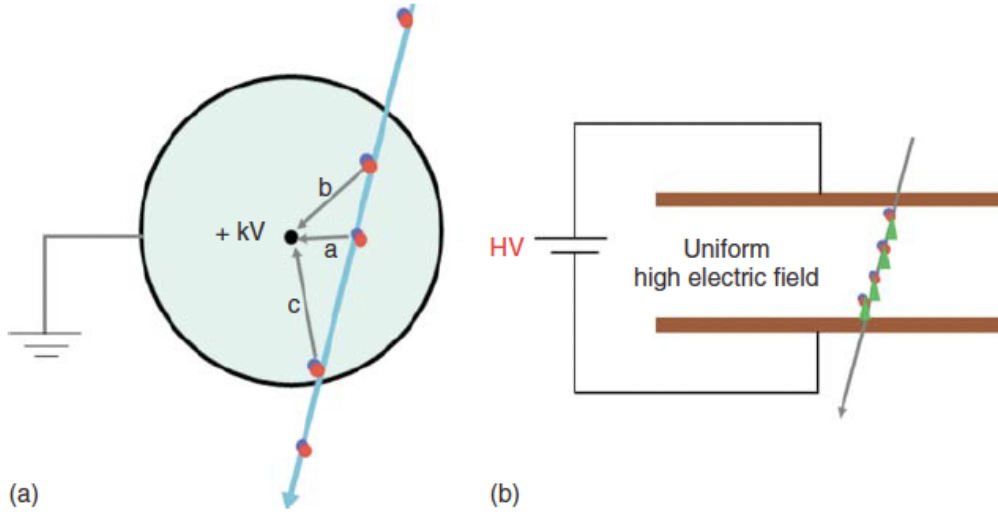 b
+ kV
a
c
(a)
HV
Uniform
high electric field
(b)